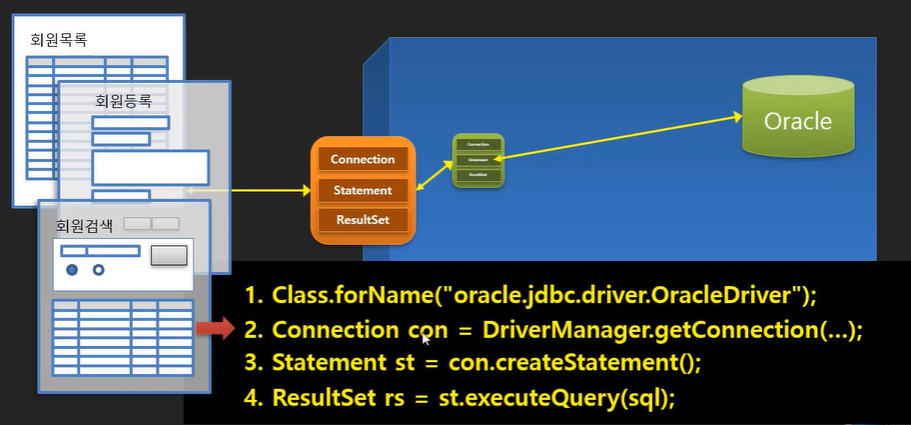 회원목록
회원등록
회원검색
Connection
Statement
ResultSet
Connection
Statement
ResultSet
Oracle
1. Class.forName("oracle.jdbc.driver.OracleDriver");
2. Connection con = DriverManager.getConnection(...);
3. Statement st = con.createStatement();
4. ResultSet rs = st.executeQuery(sql);